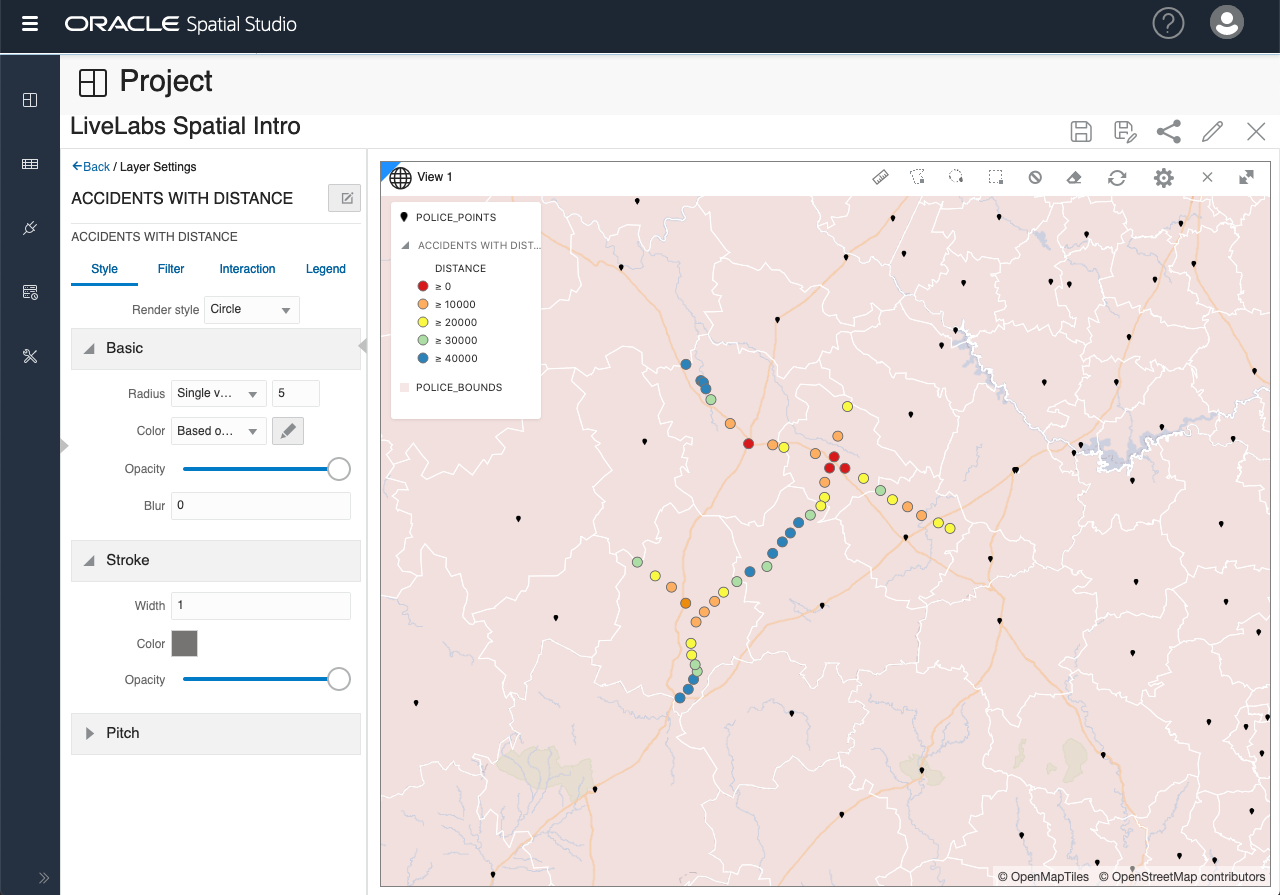 ORACLE Spatial Studio
?
Project
LiveLabs Spatial Intro
Back / Layer Settings
ACCIDENTS WITH DISTANCE
ACCIDENTS WITH DISTANCE
Style Filter Interaction Legend
Render style Circle
Basic
Radius Single v... 5
Color Based o...
Opacity
Blur 0
Stroke
Width 1
Color
Opacity
Pitch
View 1
POLICE_POINTS
ACCIDENTS WITH DIST...
DISTANCE
≥ 0
≥ 10000
≥ 20000
≥ 30000
≥ 40000
POLICE_BOUNDS
© OpenMapTiles © OpenStreetMap contributors